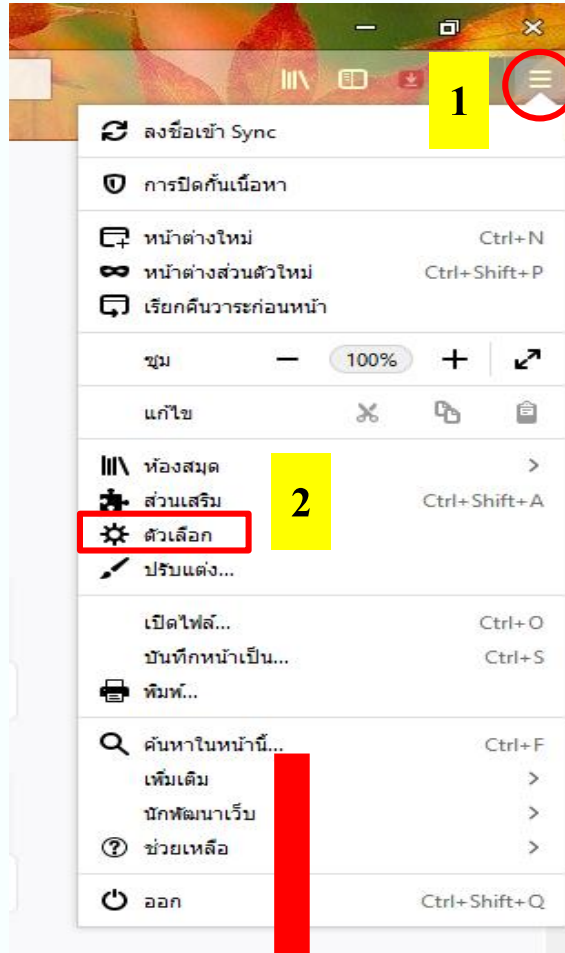 1
ลงชื่อเข้า Sync
การปิดกั้นเนื้อหา
หน้าต่างใหม่ Ctrl+N
หน้าต่างส่วนตัวใหม่ Ctrl+Shift+P
เรียกคืนวาระก่อนหน้า
ซูม 100%
แก้ไข
ห้องสมุด
ส่วนเสริม Ctrl+Shift+A
2
ตัวเลือก
ปรับแต่ง...
เปิดไฟล์... Ctrl+O
บันทึกหน้าเป็น... Ctrl+S
พิมพ์...
ค้นหาในหน้านี้... Ctrl+F
เพิ่มเติม
นักพัฒนาเว็บ
ช่วยเหลือ
ออก Ctrl+Shift+Q